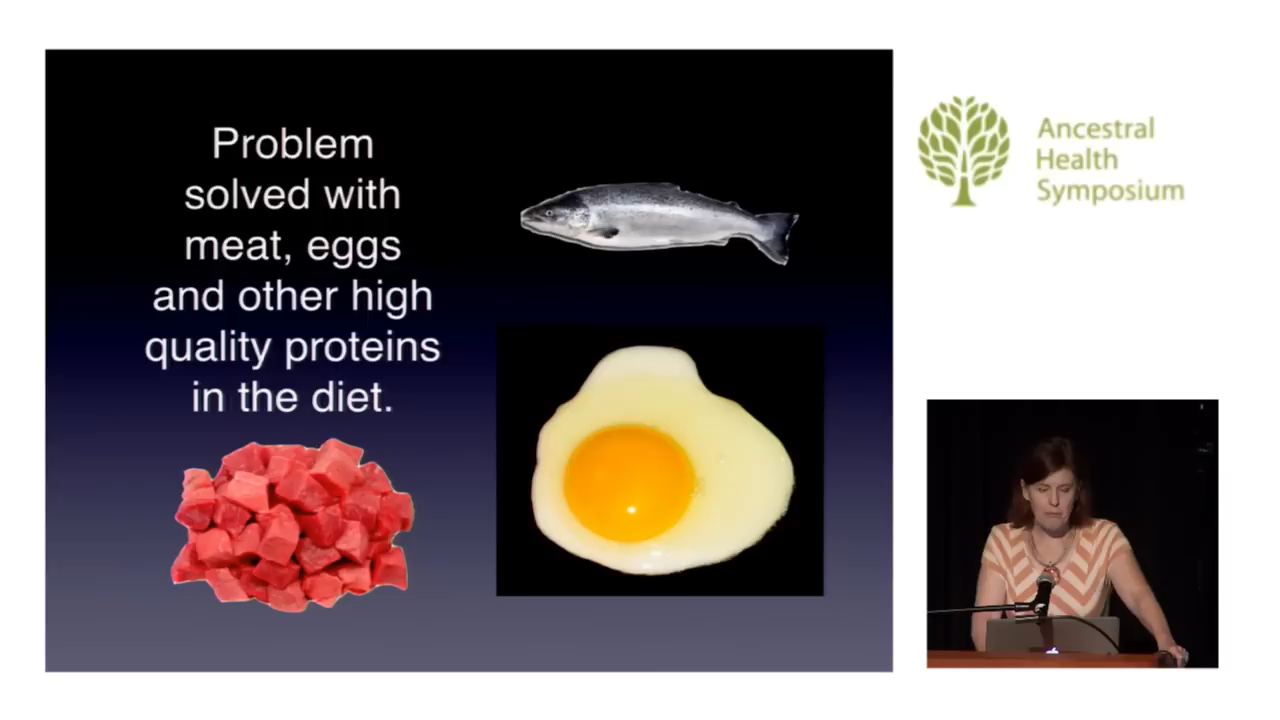 Problem
solved with
meat, eggs
and other high
quality proteins
in the diet.
Ancestral
Health
Symposium